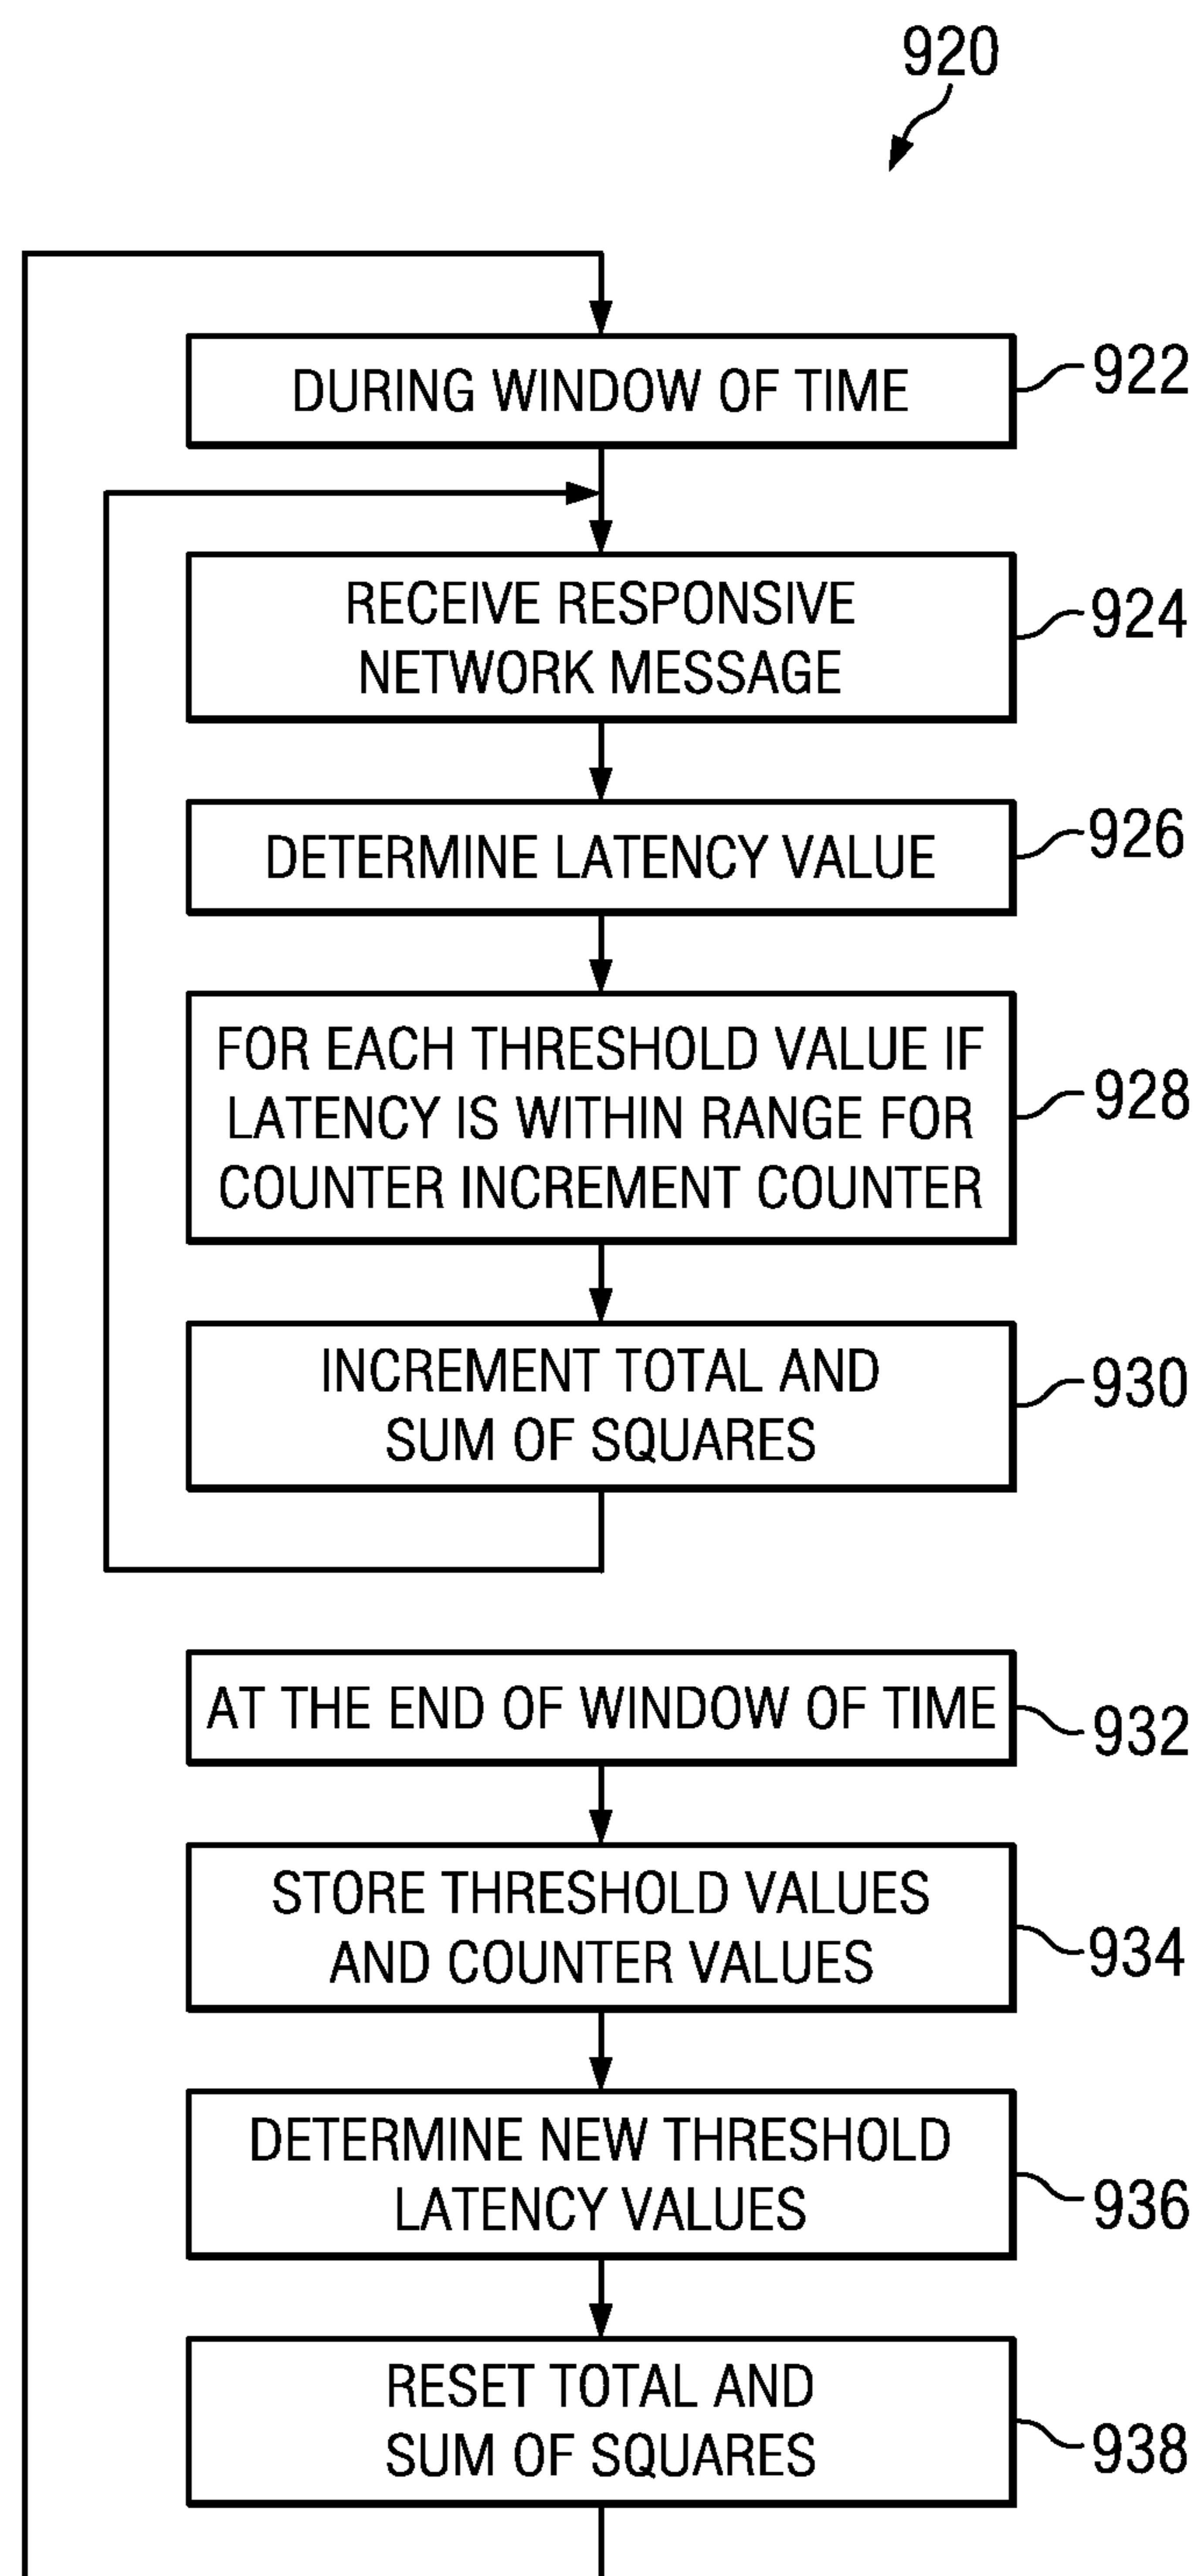 920
DURING WINDOW OF TIME
922
RECEIVE RESPONSIVE
NETWORK MESSAGE
924
DETERMINE LATENCY VALUE
926
FOR EACH THRESHOLD VALUE IF
LATENCY IS WITHIN RANGE FOR
COUNTER INCREMENT COUNTER
928
INCREMENT TOTAL AND
SUM OF SQUARES
930
AT THE END OF WINDOW OF TIME
932
STORE THRESHOLD VALUES
AND COUNTER VALUES
934
DETERMINE NEW THRESHOLD
LATENCY VALUES
936
RESET TOTAL AND
SUM OF SQUARES
938